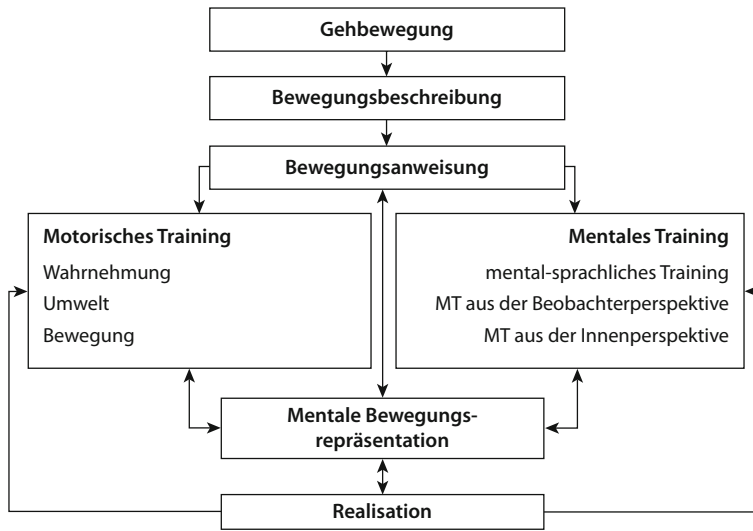 Gehbewegung
Bewegungsbeschreibung
Bewegungsanweisung
Motorisches Training
Wahrnehmung
Umwelt
Bewegung
Mentales Training
mental-sprachliches Training
MT aus der Beobachterperspektive
MT aus der Innenperspektive
Mentale Bewegungs-
repräsentation
Realisation